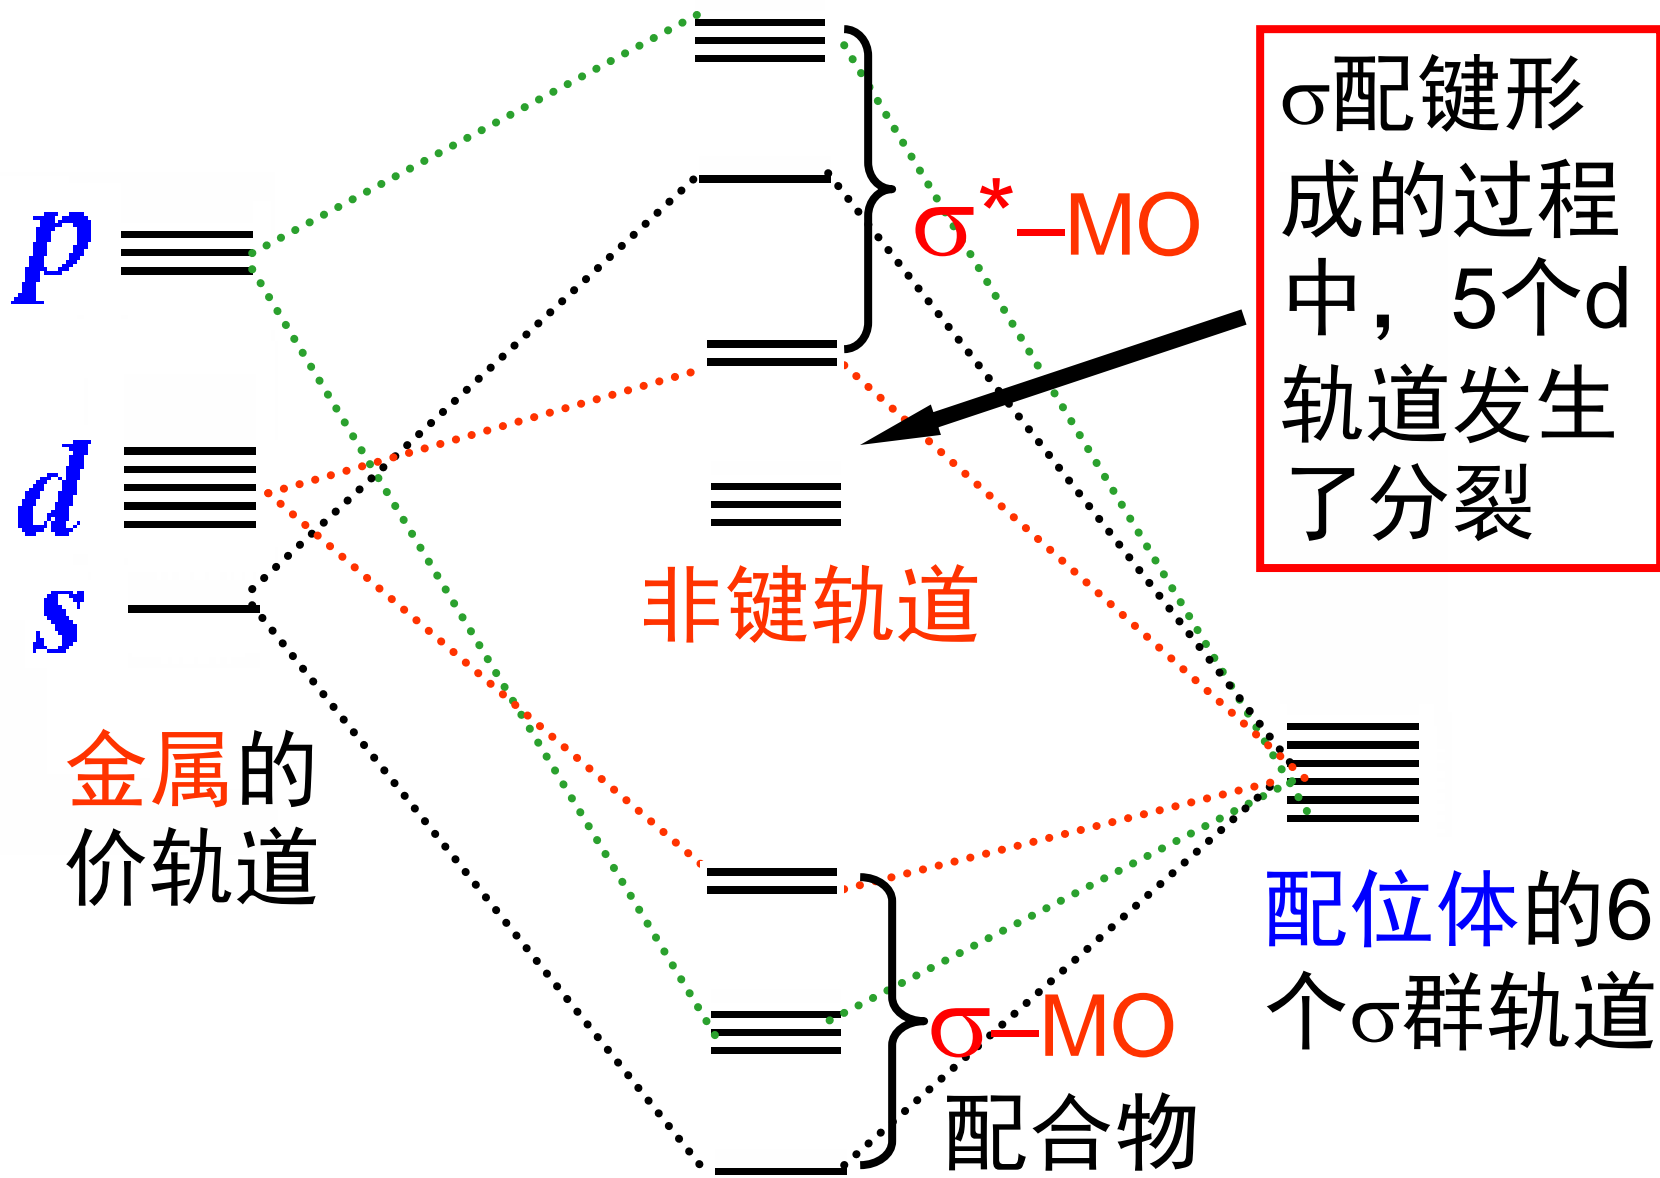 p
d
s
金属的
价轨道
σ*–MO
非键轨道
σ–MO
配合物
σ配键形
成的过程
中，5个d
轨道发生
了分裂
配位体的6
个σ群轨道